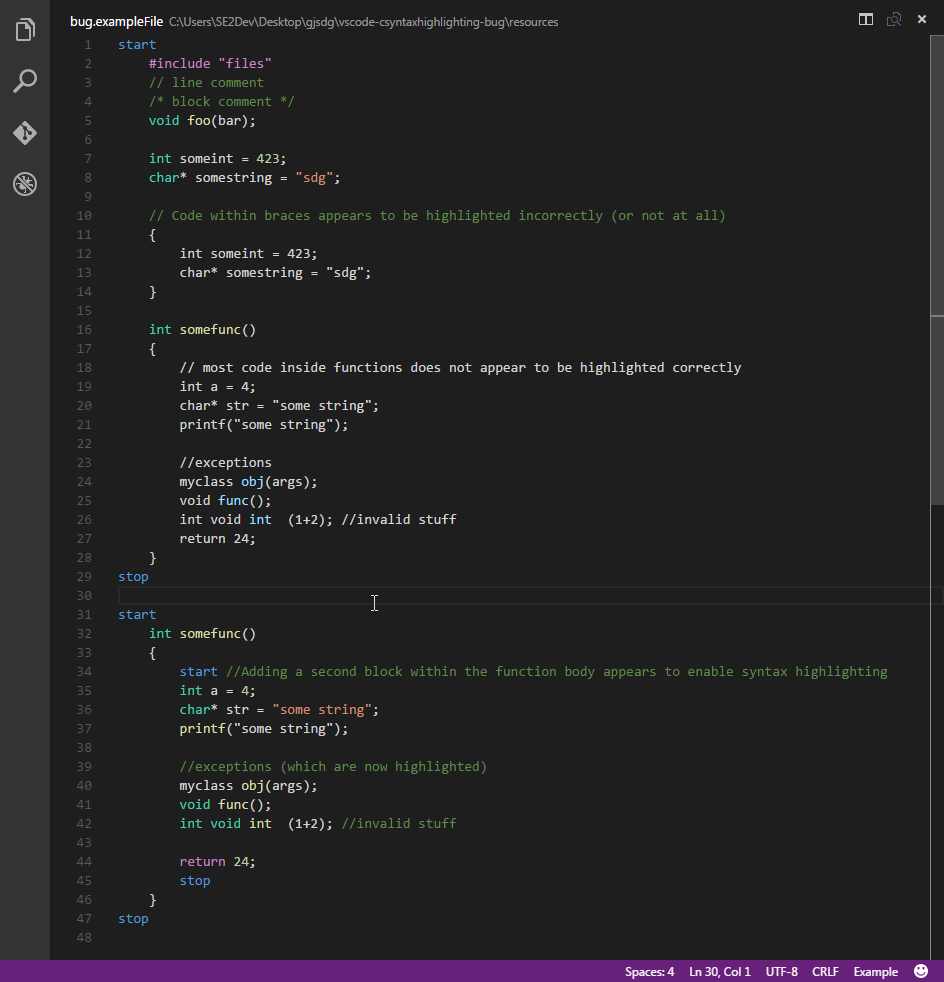 bug.exampleFile C:\Users\SE2Dev\Desktop\gjsdg\vscode-csyntaxhighlighting-bug\resources
1 start
2     #include "files"
3     // line comment
4     /* block comment */
5     void foo(bar);
6
7     int someint = 423;
8     char* somestring = "sdg";
9
10     // Code within braces appears to be highlighted incorrectly (or not at all)
11     {
12         int someint = 423;
13         char* somestring = "sdg";
14     }
15
16     int somefunc()
17     {
18         // most code inside functions does not appear to be highlighted correctly
19         int a = 4;
20         char* str = "some string";
21         printf("some string");
22
23         //exceptions
24         myclass obj(args);
25         void func();
26         int void int  (1+2); //invalid stuff
27         return 24;
28     }
29 stop
30
31 start
32     int somefunc()
33     {
34         start //Adding a second block within the function body appears to enable syntax highlighting
35         int a = 4;
36         char* str = "some string";
37         printf("some string");
38
39         //exceptions (which are now highlighted)
40         myclass obj(args);
41         void func();
42         int void int  (1+2); //invalid stuff
43
44         return 24;
45         stop
46     }
47 stop
48
Spaces: 4 Ln 30, Col 1 UTF-8 CRLF Example